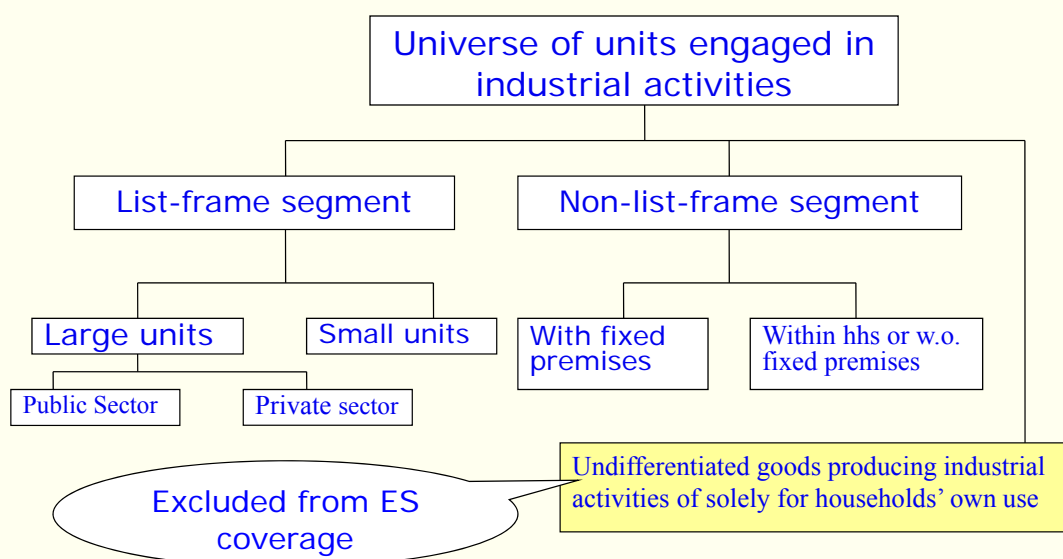 Universe of units engaged in
industrial activities
List-frame segment
Non-list-frame segment
Large units
Small units
With fixed
premises
Within hhs or w.o.
fixed premises
Public Sector
Private sector
Undifferentiated goods producing industrial
activities of solely for households’ own use
Excluded from ES
coverage